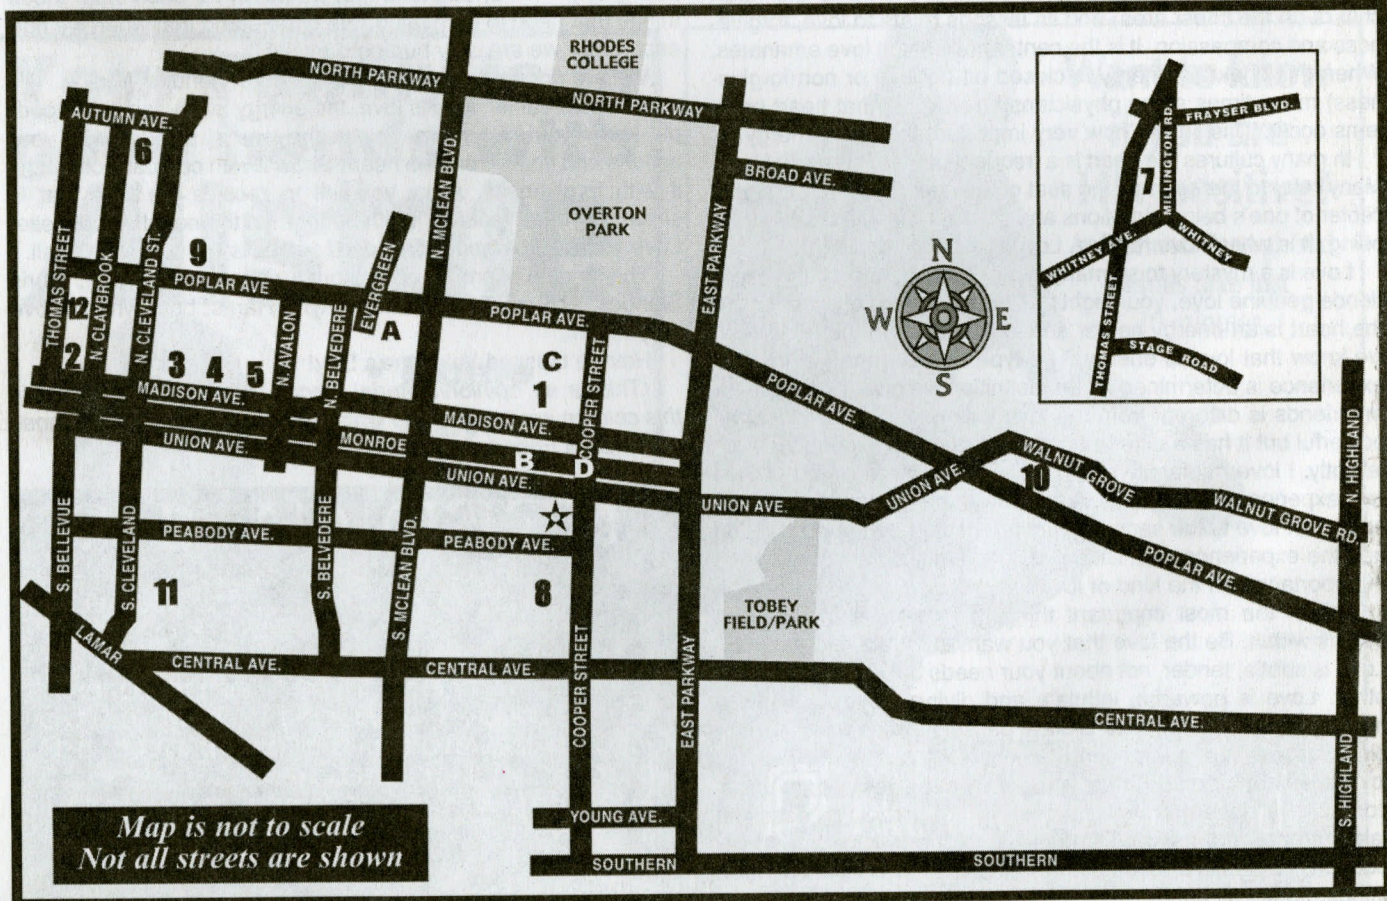 RHODES
COLLEGE
NORTH PARKWAY
NORTH PARKWAY
AUTUMN AVE.
6
N. MCLEAN BLVD.
BROAD AVE.
OVERTON
PARK
EAST PARKWAY
THOMAS STREET
N. CLAYBROOK
N. CLEVELAND ST.
9
POPLAR AVE
EVERGREEN
POPLAR AVE.
12
2
3
4
5
N. AVALON
N. BELVEDERE
A
C
1
COOPER STREET
MADISON AVE.
MADISON AVE.
UNION AVE.
MONROE
UNION AVE.
B
D
POPLAR AVE.
UNION AVE.
UNION AVE.
WALNUT GROVE
10
WALNUT GROVE RD.
POPLAR AVE.
N. HIGHLAND
N
W
E
S
MILLINGTON RD.
FRAYSER BLVD.
7
WHITNEY AVE.
WHITNEY
THOMAS STREET
STAGE ROAD
S. BELLEVUE
S. CLEVELAND
PEABODY AVE.
PEABODY AVE.
S. BELVEDERE
S. MCLEAN BLVD.
11
8
TOBEY
FIELD/PARK
LAMAR
CENTRAL AVE.
CENTRAL AVE.
COOPER STREET
EAST PARKWAY
CENTRAL AVE.
S. HIGHLAND
YOUNG AVE.
SOUTHERN
SOUTHERN
Map is not to scale
Not all streets are shown